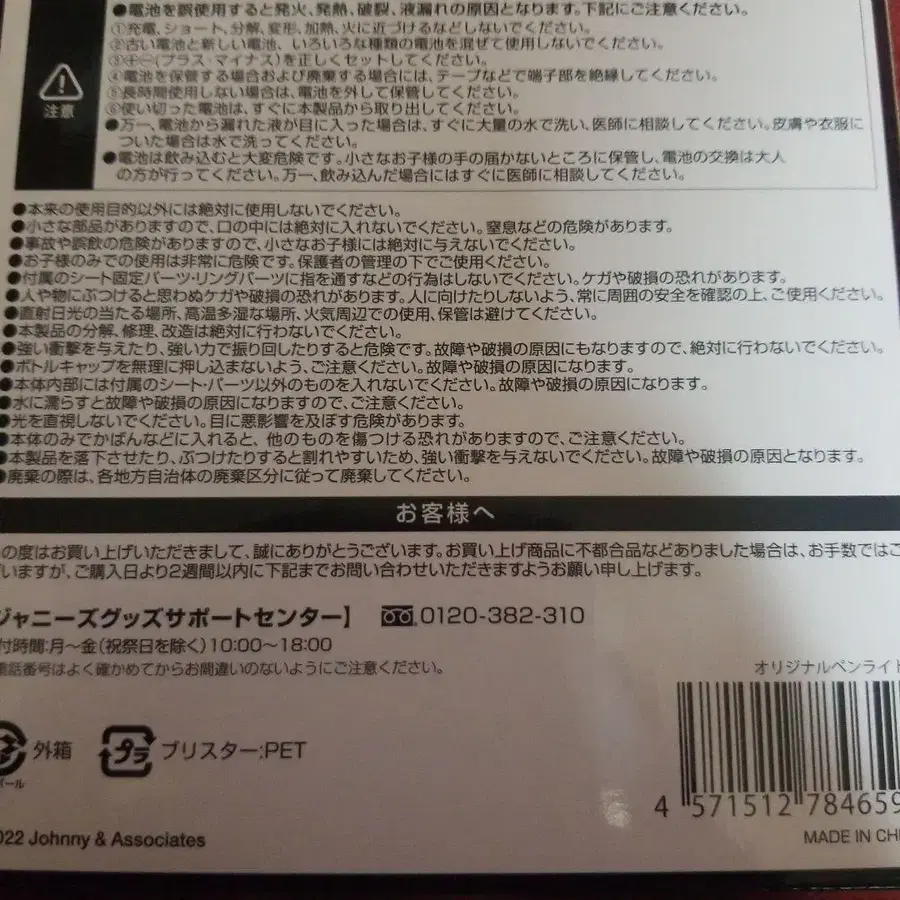 ●電池を誤使用すると発火、発熱、破裂、液漏れの原因となります。下記にご注意ください。
①充電、ショート、分解、変形、加熱、火に近づけるなどしないでください。
②古い電池と新しい電池、いろいろな種類の電池を混ぜて使用しないでください。
③⊕⊖(プラス・マイナス)を正しくセットしてください。
④電池を保管する場合および廃棄する場合には、テープなどで端子部を絶縁してください。
⑤長時間使用しない場合は、電池を外して保管してください。
⑥使い切った電池は、すぐに本製品から取り出してください。
注意
●万一、電池から漏れた液が目に入った場合は、すぐに大量の水で洗い、医師に相談してください。皮膚や衣服に
ついた場合は水で洗ってください。
●電池は飲み込むと大変危険です。小さなお子様の手の届かないところに保管し、電池の交換は大人
の方が行ってください。万一、飲み込んだ場合にはすぐに医師に相談してください。
●本来の使用目的以外には絶対に使用しないでください。
●小さな部品がありますので、口の中には絶対に入れないでください。窒息などの危険があります。
●事故や誤飲の危険がありますので、小さなお子様には絶対に与えないでください。
●お子様のみでの使用は非常に危険です。保護者の管理の下でご使用ください。
●付属のシート固定パーツ・リングパーツに指を通すなどの行為はしないでください。ケガや破損の恐れがあります。
●人や物にぶつけると思わぬケガや破損の恐れがあります。人に向けたりしないよう、常に周囲の安全を確認の上、ご使用ください。
●直射日光の当たる場所、高温多湿な場所、火気周辺での使用、保管は避けてください。
●本製品の分解、修理、改造は絶対に行わないでください。
●強い衝撃を与えたり、強い力で振り回したりすると危険です。故障や破損の原因にもなりますので、絶対に行わないでください。
●ボトルキャップを無理に押し込まないよう、ご注意ください。故障や破損の原因になります。
●本体内部には付属のシート・パーツ以外のものを入れないでください。故障や破損の原因になります。
●水に濡らすと故障や破損の原因になりますので、ご注意ください。
●光を直視しないでください。目に悪影響を及ぼす危険があります。
●本体のみでかばんなどに入れると、他のものを傷つける恐れがありますので、ご注意ください。
●本製品を落下させたり、ぶつけたりすると割れやすいため、強い衝撃を与えないでください。故障や破損の原因となります。
●廃棄の際は、各地方自治体の廃棄区分に従って廃棄してください。
お客様へ
の度はお買い上げいただきまして、誠にありがとうございます。お買い上げ商品に不都合品などありました場合は、お手数ではご
いますが、ご購入日より2週間以内に下記までお問い合わせいただきますようお願い申し上げます。
ジャニーズグッズサポートセンター】 0120-382-310
付時間:月〜金(祝祭日を除く)10:00〜18:00
電話番号はよく確かめてからお間違いのないようにご注意ください。
オリジナルペンライト
外箱
ール
プラ
ブリスター:PET
4 571512 784659
022 Johnny & Associates
MADE IN CHI